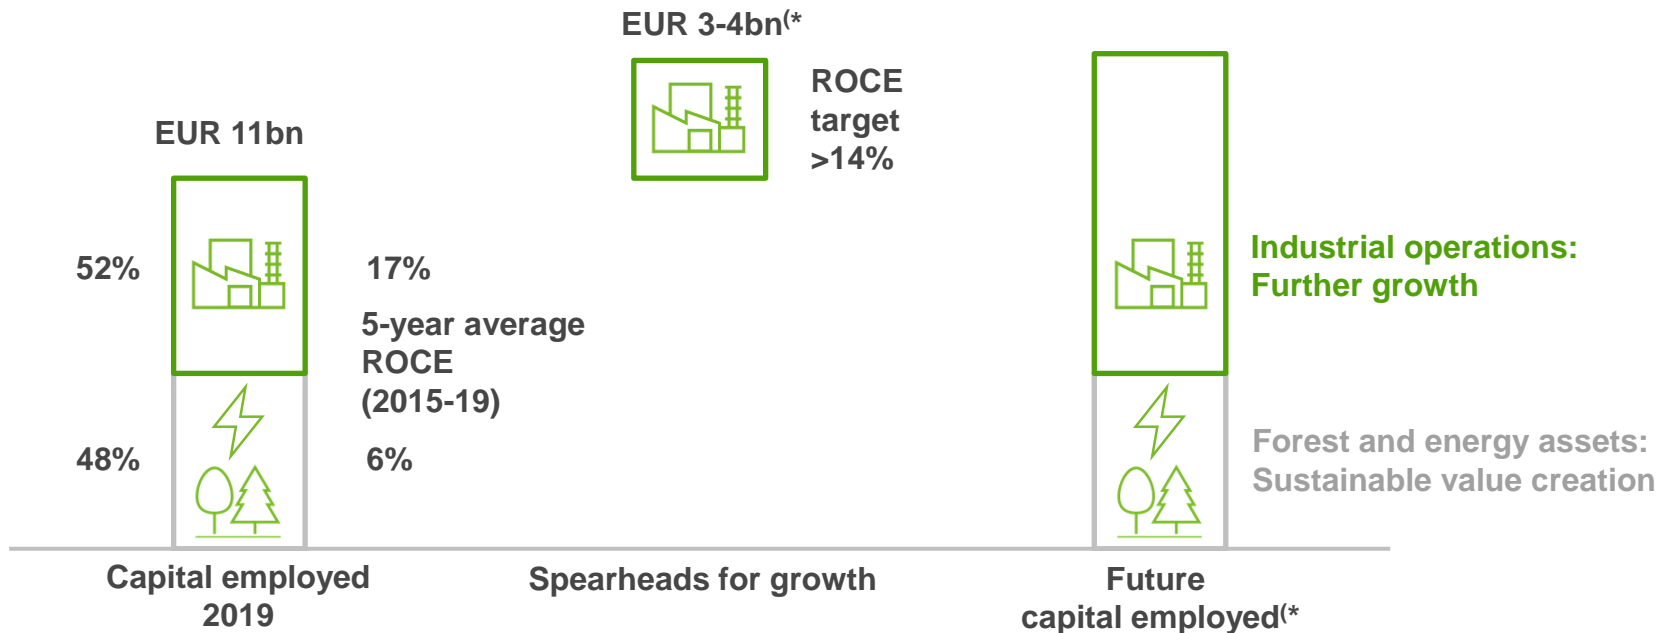 EUR 3-4bn(*
ROCE
target
>14%
EUR 11bn
52%
17%
5-year average
ROCE
(2015-19)
48%
6%
Industrial operations:
Further growth
Forest and energy assets:
Sustainable value creation
Capital employed
2019
Spearheads for growth
Future
capital employed(*